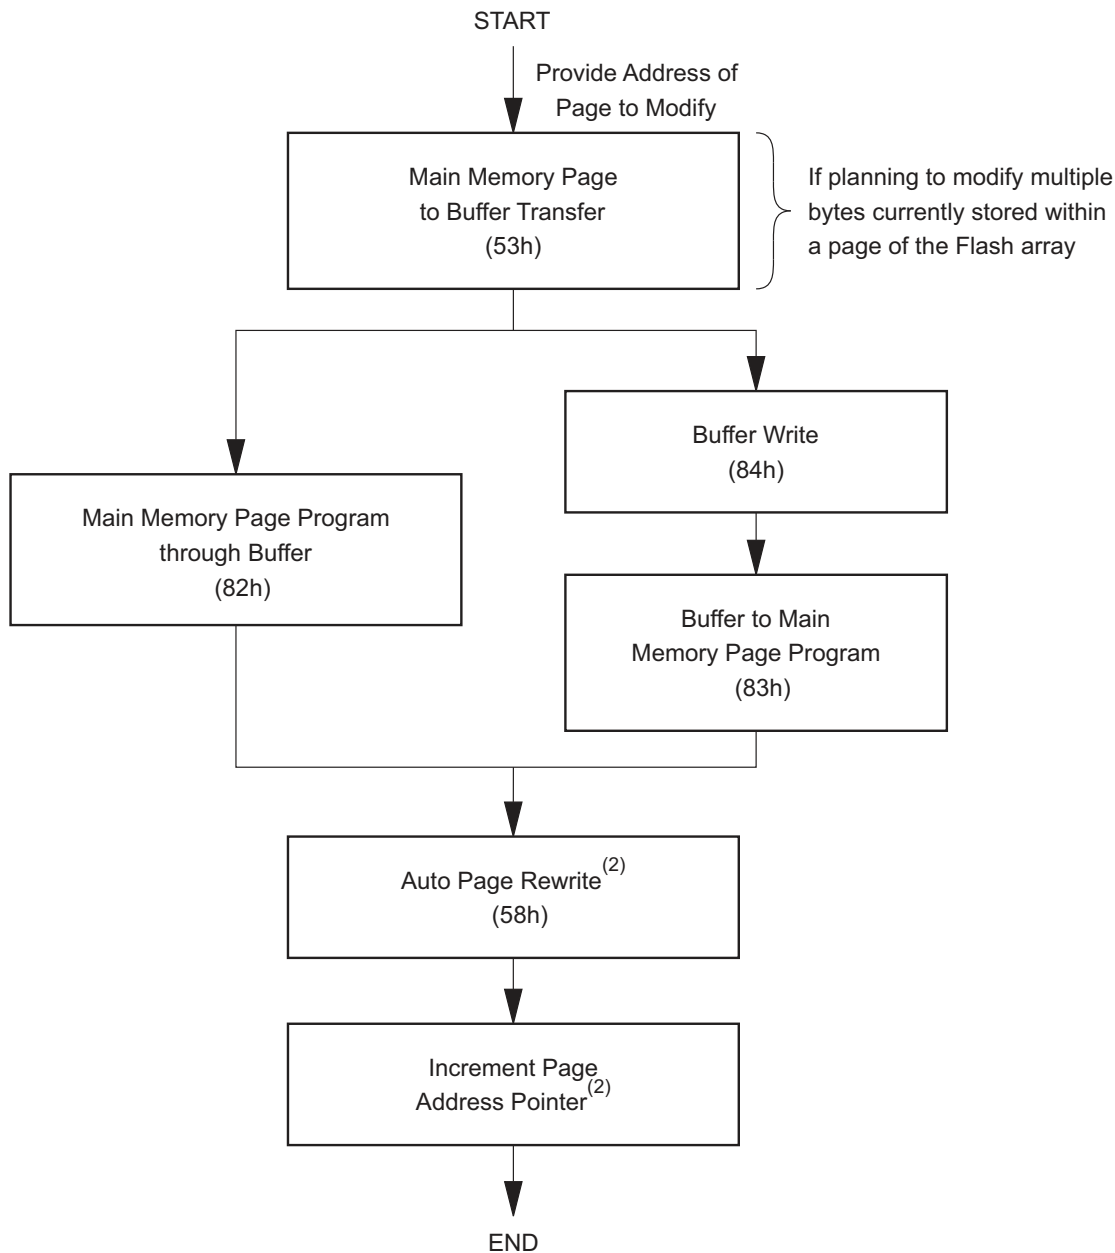 START
Provide Address of
Page to Modify
Main Memory Page
to Buffer Transfer
(53h)
If planning to modify multiple
bytes currently stored within
a page of the Flash array
Main Memory Page Program
through Buffer
(82h)
Buffer Write
(84h)
Buffer to Main
Memory Page Program
(83h)
Auto Page Rewrite(2)
(58h)
Increment Page
Address Pointer(2)
END